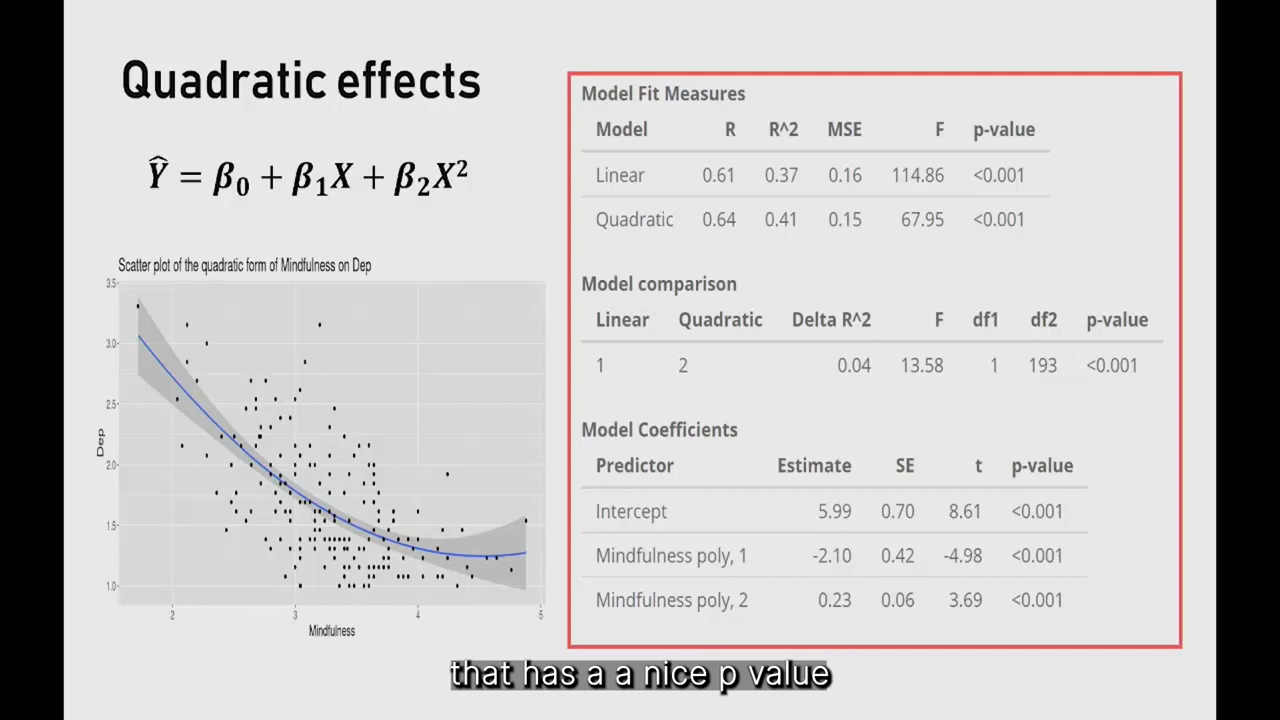 Quadratic effects
Ŷ = β₀ + β₁X + β₂X²
Scatter plot of the quadratic form of Mindfulness on Dep
3.5
3.0
2.5
2.0
1.5
1.0
Dep
2 3 4 5
Mindfulness
Model Fit Measures
Model R R^2 MSE F p-value
Linear 0.61 0.37 0.16 114.86 <0.001
Quadratic 0.64 0.41 0.15 67.95 <0.001
Model comparison
Linear Quadratic Delta R^2 F df1 df2 p-value
1 2 0.04 13.58 1 193 <0.001
Model Coefficients
Predictor Estimate SE t p-value
Intercept 5.99 0.70 8.61 <0.001
Mindfulness poly, 1 -2.10 0.42 -4.98 <0.001
Mindfulness poly, 2 0.23 0.06 3.69 <0.001
that has a a nice p value